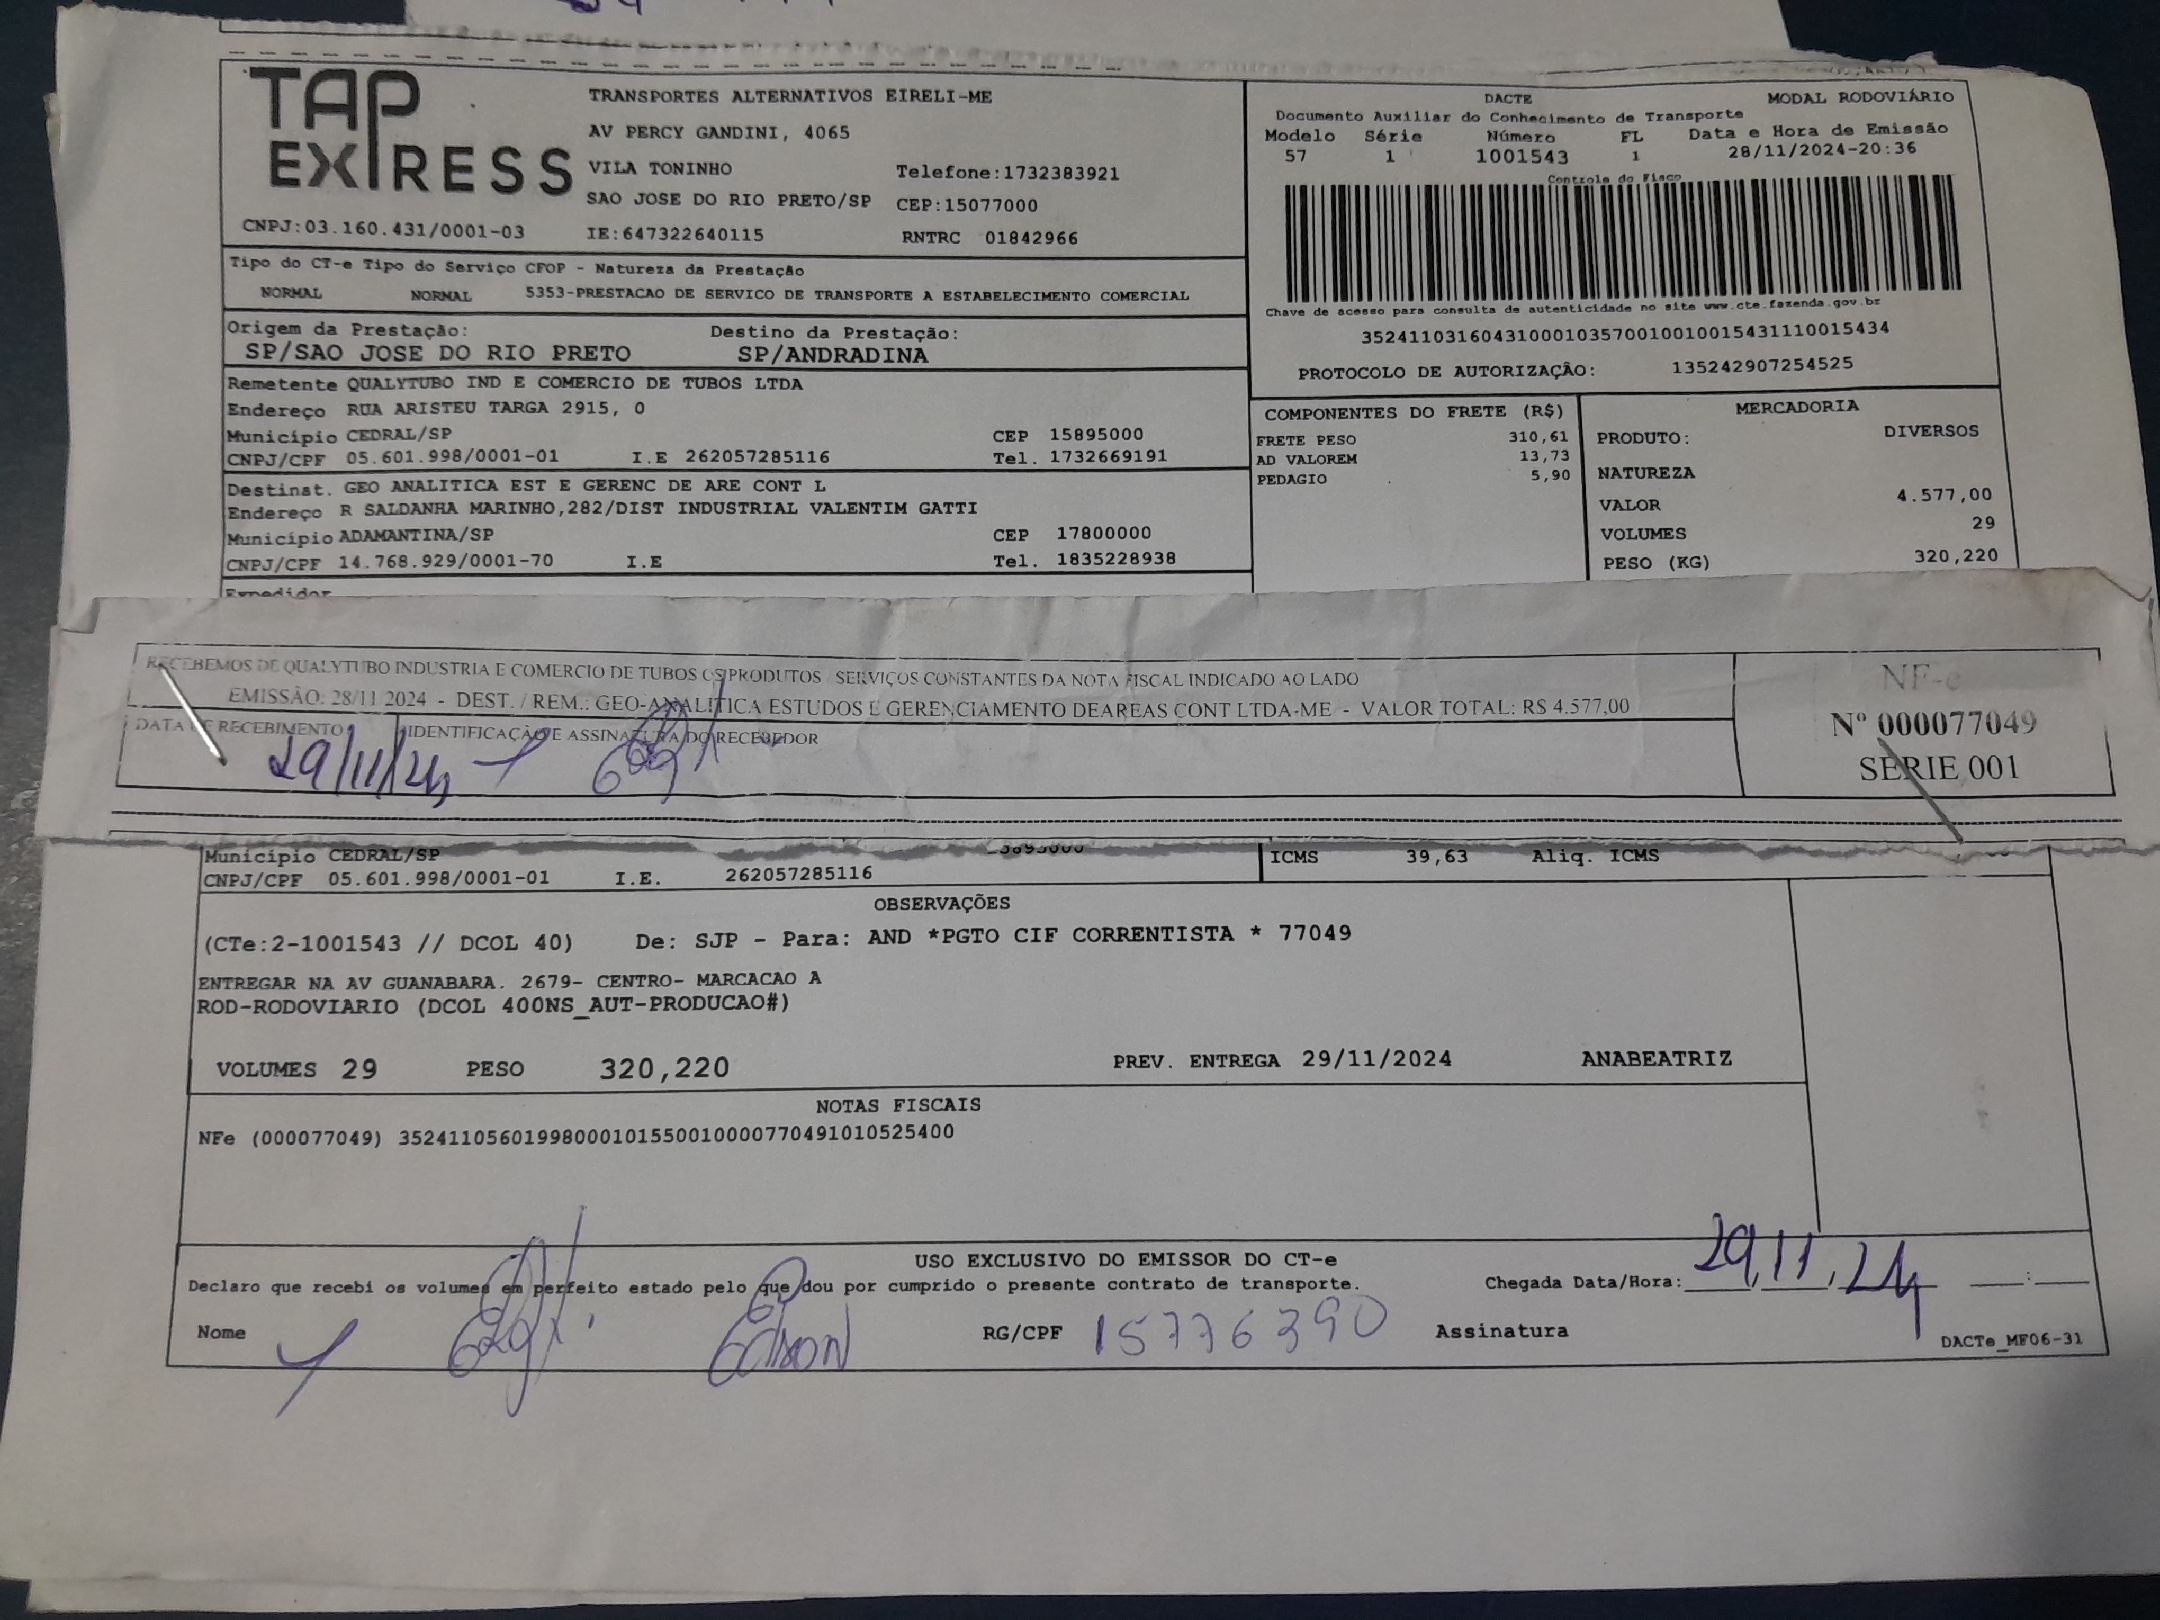 TAP EXPRESS
TRANSPORTES ALTERNATIVOS EIRELI-ME
AV PERCY GANDINI, 4065
VILA TONINHO Telefone:1732383921
SAO JOSE DO RIO PRETO/SP CEP:15077000
CNPJ:03.160.431/0001-03 IE:647322640115 RNTRC 01842966
DACTE MODAL RODOVIÁRIO
Documento Auxiliar do Conhecimento de Transporte
Modelo Série Número FL Data e Hora de Emissão
57 1 1001543 1 28/11/2024-20:36
Controle do Fisco
Chave de acesso para consulta de autenticidade no site www.cte.fazenda.gov.br
35241103160431000103570010010015431110015434
PROTOCOLO DE AUTORIZAÇÃO: 135242907254525
Tipo do CT-e Tipo do Serviço CFOP - Natureza da Prestação
NORMAL NORMAL 5353-PRESTACAO DE SERVICO DE TRANSPORTE A ESTABELECIMENTO COMERCIAL
Origem da Prestação: Destino da Prestação:
SP/SAO JOSE DO RIO PRETO SP/ANDRADINA
Remetente QUALYTUBO IND E COMERCIO DE TUBOS LTDA
Endereço RUA ARISTEU TARGA 2915, 0
Município CEDRAL/SP CEP 15895000
CNPJ/CPF 05.601.998/0001-01 I.E 262057285116 Tel. 1732669191
Destinat. GEO ANALITICA EST E GERENC DE ARE CONT L
Endereço R SALDANHA MARINHO,282/DIST INDUSTRIAL VALENTIM GATTI
Município ADAMANTINA/SP CEP 17800000
CNPJ/CPF 14.768.929/0001-70 I.E Tel. 1835228938
Expedidor
COMPONENTES DO FRETE (R$)
FRETE PESO 310,61
AD VALOREM 13,73
PEDAGIO 5,90
MERCADORIA
PRODUTO: DIVERSOS
NATUREZA
VALOR 4.577,00
VOLUMES 29
PESO (KG) 320,220
RECEBEMOS DE QUALYTUBO INDUSTRIA E COMERCIO DE TUBOS OS PRODUTOS SERVIÇOS CONSTANTES DA NOTA FISCAL INDICADO AO LADO
EMISSÃO: 28/11 2024 - DEST. / REM.: GEO-ANALITICA ESTUDOS E GERENCIAMENTO DEAREAS CONT LTDA-ME - VALOR TOTAL: R$ 4.577,00
DATA DE RECEBIMENTO IDENTIFICAÇÃO E ASSINATURA DO RECEBEDOR
29/11/24
NF-e
Nº 000077049
SÉRIE 001
Município CEDRAL/SP
CNPJ/CPF 05.601.998/0001-01 I.E. 262057285116
ICMS 39,63 Aliq. ICMS
OBSERVAÇÕES
(CTe:2-1001543 // DCOL 40) De: SJP - Para: AND *PGTO CIF CORRENTISTA * 77049
ENTREGAR NA AV GUANABARA. 2679- CENTRO- MARCACAO A
ROD-RODOVIARIO (DCOL 400NS_AUT-PRODUCAO#)
VOLUMES 29 PESO 320,220 PREV. ENTREGA 29/11/2024 ANABEATRIZ
NOTAS FISCAIS
NFe (000077049) 35241105601998000101550010000770491010525400
USO EXCLUSIVO DO EMISSOR DO CT-e
Declaro que recebi os volumes em perfeito estado pelo que dou por cumprido o presente contrato de transporte. Chegada Data/Hora: 29/11/24 __:__
Nome Edson RG/CPF 15776390 Assinatura
DACTe_MF06-31